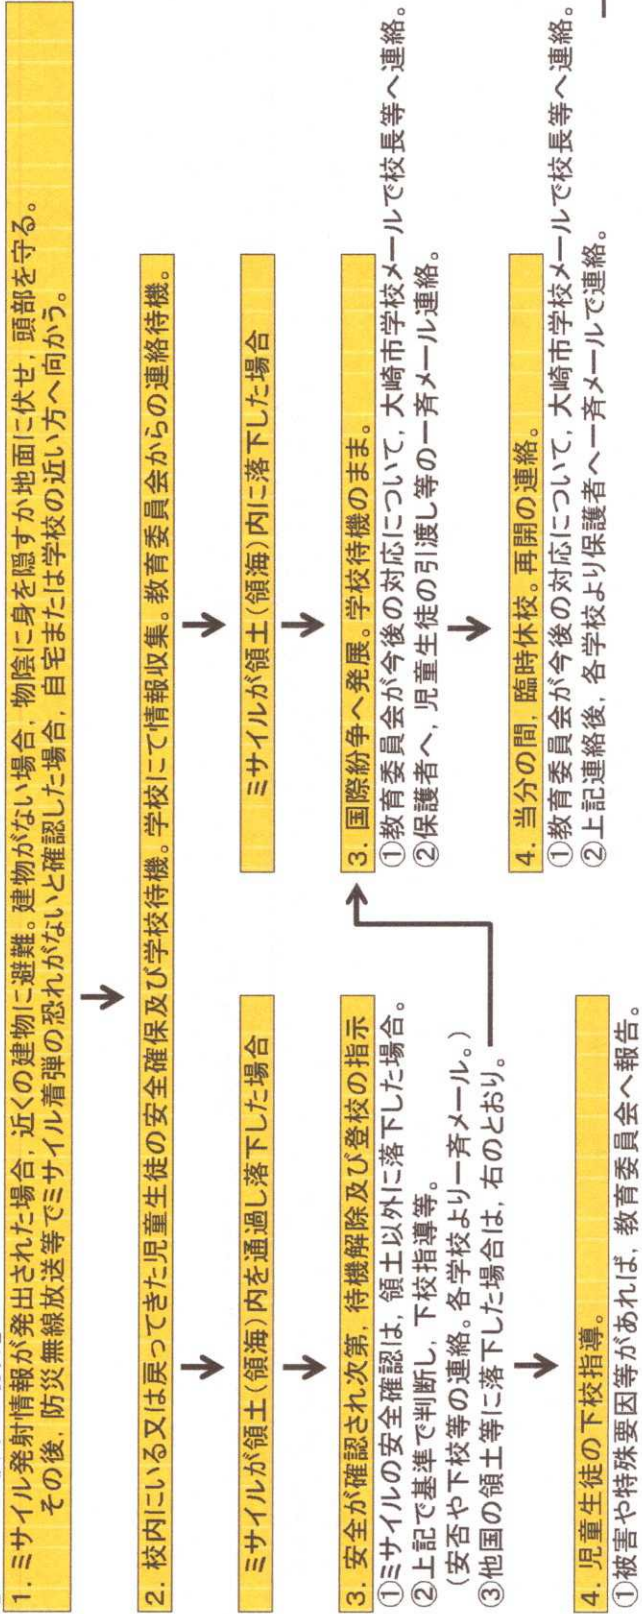 1. ミサイル発射情報が発出された場合, 近くの建物に避難。建物がない場合, 物陰に身を隠すか地面に伏せ, 頭部を守る。
その後, 防災無線放送等でミサイル着弾の恐れがないと確認した場合, 自宅または学校の近い方へ向かう。
2. 校内にいる又は戻ってきた児童生徒の安全確保及び学校待機。学校にて情報収集。教育委員会からの連絡待機。
ミサイルが領土(領海)内を通過し落下した場合
3. 安全が確認され次第, 待機解除及び登校の指示
①ミサイルの安全確認は, 領土以外に落下した場合。
②上記で基準で判断し, 下校指導等。
(安否や下校等の連絡。各学校より一斉メール。)
③他国の領土等に落下した場合は, 右のとおり。
4. 児童生徒の下校指導。
①被害や特殊要因等があれば, 教育委員会へ報告。
ミサイルが領土(領海)内に落下した場合
3. 国際紛争へ発展。学校待機のまま。
①教育委員会が今後の対応について, 大崎市学校メールで校長等へ連絡。
②保護者へ, 児童生徒の引渡し等の一斉メール連絡。
4. 当分の間, 臨時休校。再開の連絡。
①教育委員会が今後の対応について, 大崎市学校メールで校長等へ連絡。
②上記連絡後, 各学校より保護者へ一斉メールで連絡。